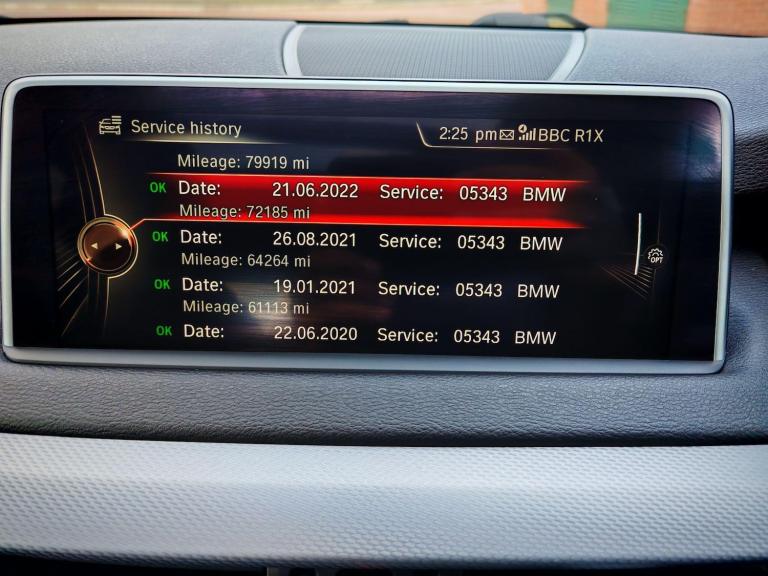 Service history
2:25 pm BBC R1X
Mileage: 79919 mi
OK Date: 21.06.2022 Service: 05343 BMW
Mileage: 72185 mi
OK Date: 26.08.2021 Service: 05343 BMW
Mileage: 64264 mi
OK Date: 19.01.2021 Service: 05343 BMW
Mileage: 61113 mi
OK Date: 22.06.2020 Service: 05343 BMW
OPT